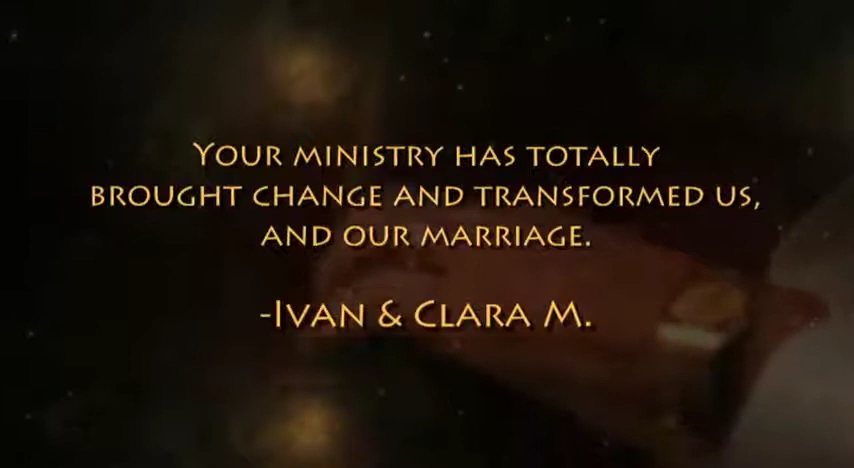 Your ministry has totally
brought change and transformed us,
and our marriage.
-Ivan & Clara M.